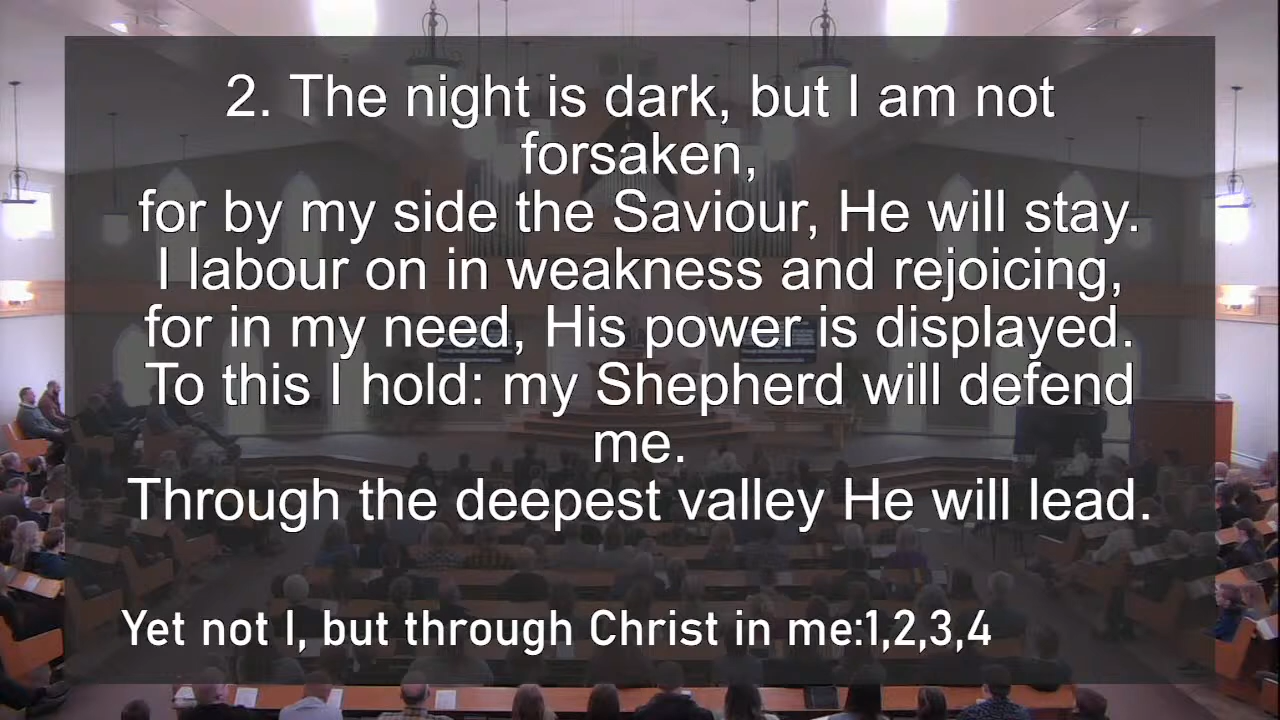 2. The night is dark, but I am not
forsaken,
for by my side the Saviour, He will stay.
I labour on in weakness and rejoicing,
for in my need, His power is displayed.
To this I hold: my Shepherd will defend
me.
Through the deepest valley He will lead.
Yet not I, but through Christ in me:1,2,3,4